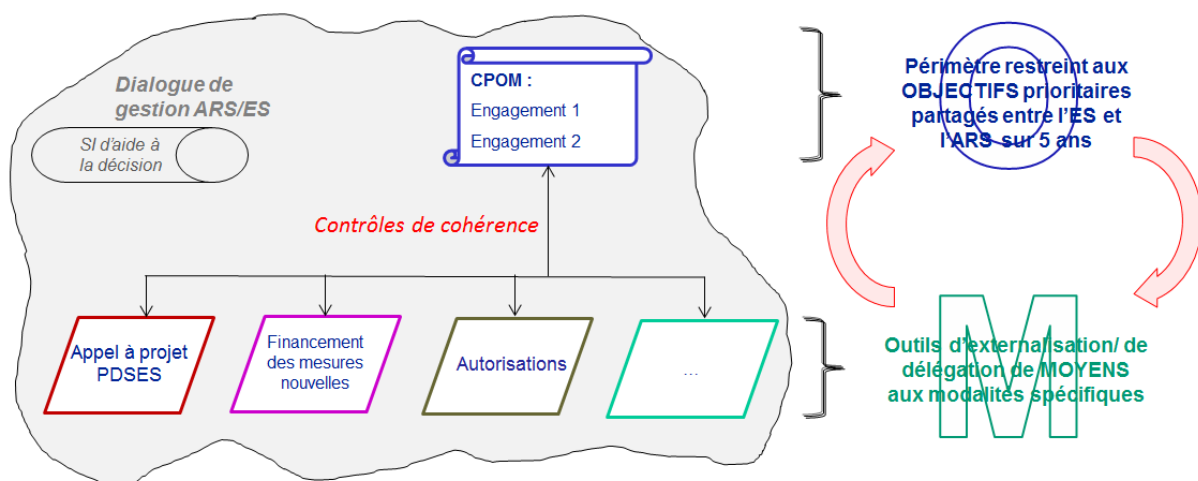 Dialogue de
gestion ARS/ES
SI d'aide à
la décision
CPOM :
Engagement 1
Engagement 2
Contrôles de cohérence
Appel à projet
PDSES
Financement
des mesures
nouvelles
Autorisations
...
O
Périmètre restreint aux
OBJECTIFS prioritaires
partagés entre l'ES et
l'ARS sur 5 ans
M
Outils d'externalisation/ de
délégation de MOYENS
aux modalités spécifiques